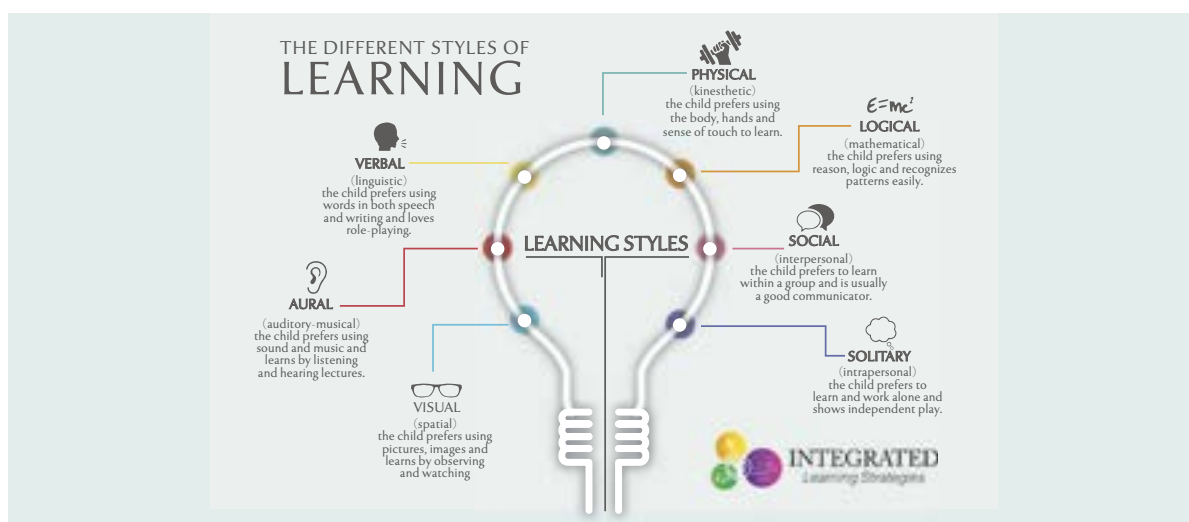 THE DIFFERENT STYLES OF
LEARNING
PHYSICAL
(kinesthetic)
the child prefers using
the body, hands and
sense of touch to learn.
E=mc²
LOGICAL
(mathematical)
the child prefers using
reason, logic and recognizes
patterns easily.
VERBAL
(linguistic)
the child prefers using
words in both speech
and writing and loves
role-playing.
LEARNING STYLES
SOCIAL
(interpersonal)
the child prefers to learn
within a group and is usually
a good communicator.
AURAL
(auditory-musical)
the child prefers using
sound and music and
learns by listening
and hearing lectures.
SOLITARY
(intrapersonal)
the child prefers to
learn and work alone and
shows independent play.
VISUAL
(spatial)
the child prefers using
pictures, images and
learns by observing
and watching
INTEGRATED
Learning Strategies